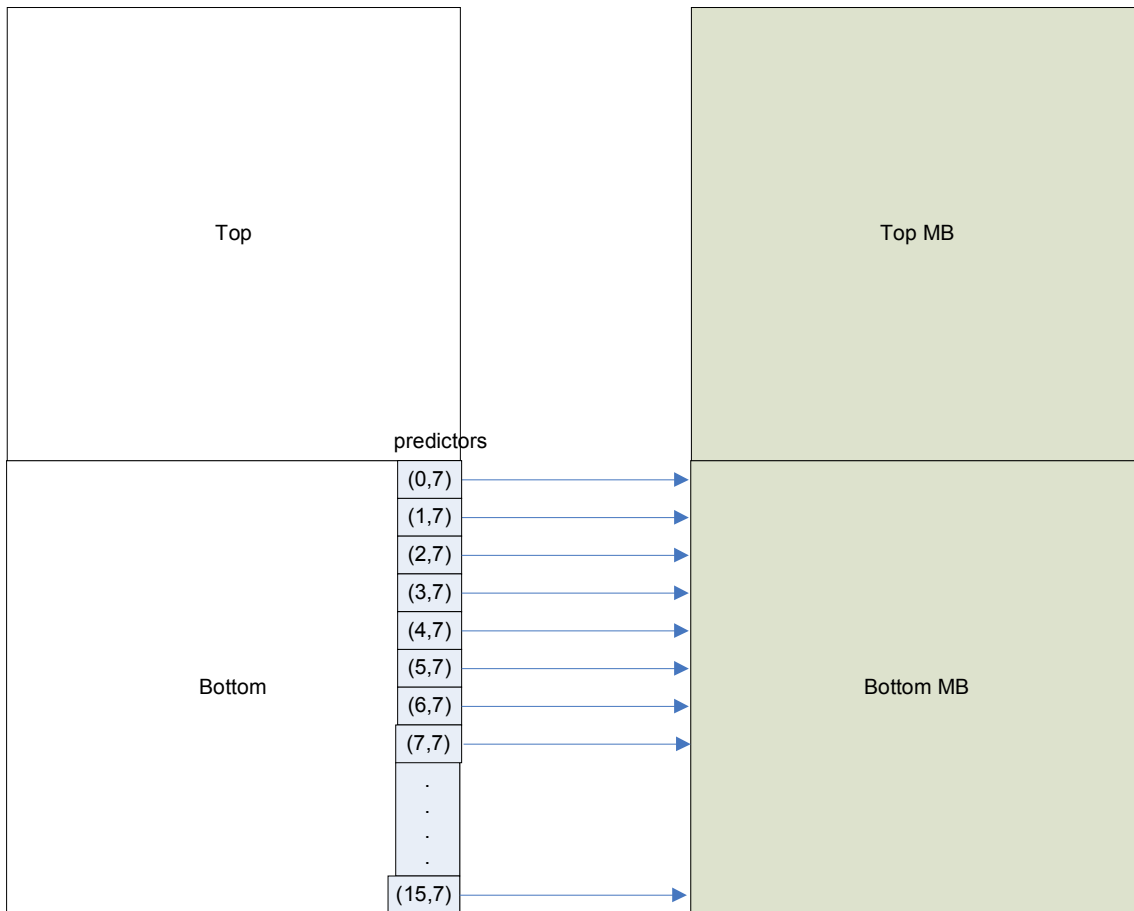 Top
Top MB
predictors
(0,7)
(1,7)
(2,7)
(3,7)
(4,7)
(5,7)
Bottom
Bottom MB
(6,7)
(7,7)
.
.
.
.
(15,7)